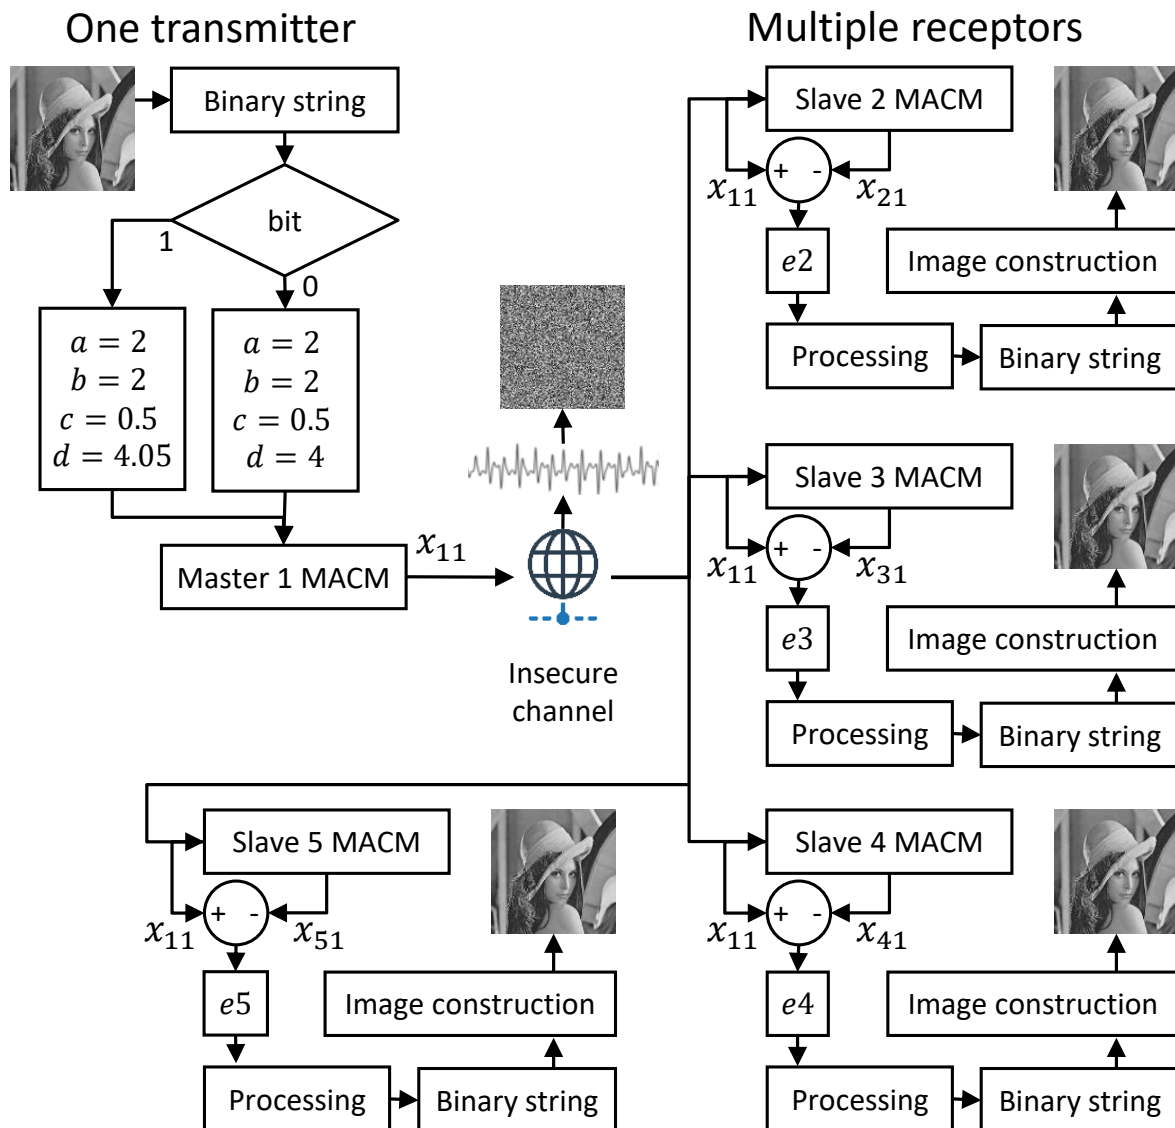 One transmitter
Multiple receptors
Binary string
bit
1
0
a = 2
b = 2
c = 0.5
d = 4.05
a = 2
b = 2
c = 0.5
d = 4
Master 1 MACM
x₁₁
Insecure
channel
Slave 2 MACM
+ -
x₁₁
x₂₁
e2
Processing
Binary string
Image construction
Slave 3 MACM
+ -
x₁₁
x₃₁
e3
Processing
Binary string
Image construction
Slave 5 MACM
+ -
x₁₁
x₅₁
e5
Processing
Binary string
Image construction
Slave 4 MACM
+ -
x₁₁
x₄₁
e4
Processing
Binary string
Image construction